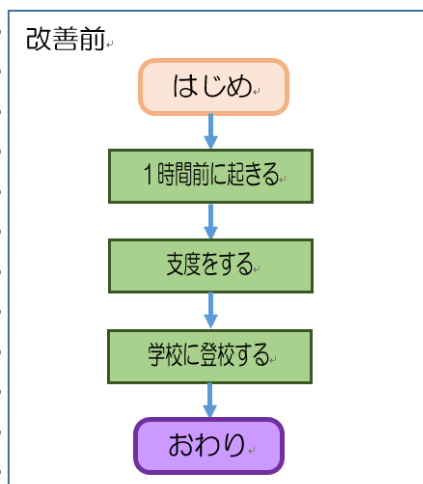 改善前
はじめ
１時間前に起きる
支度をする
学校に登校する
おわり